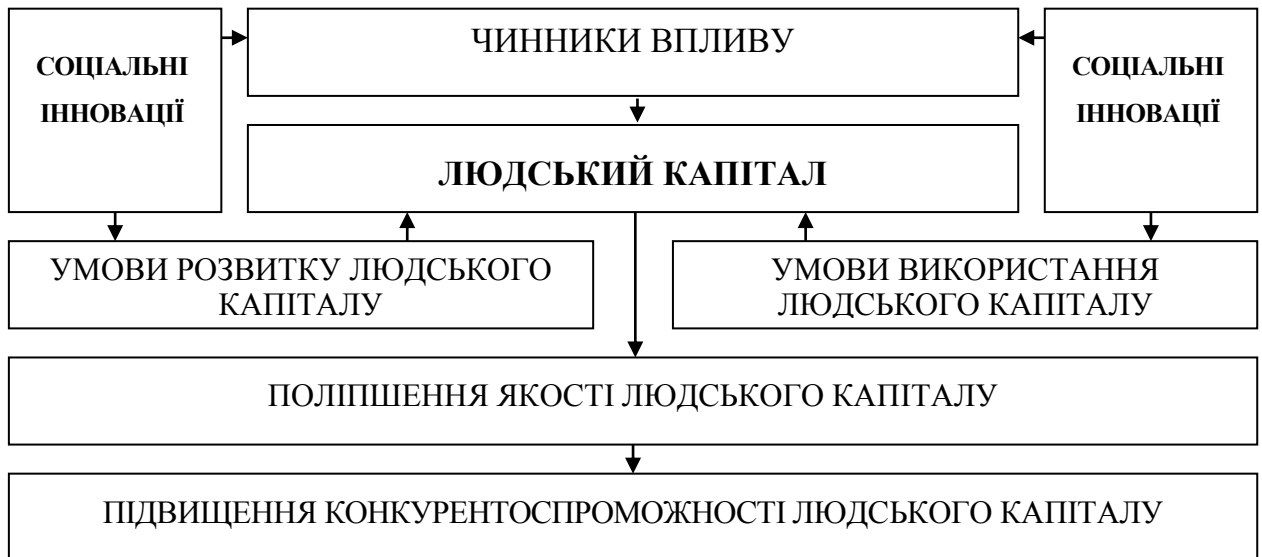 ЧИННИКИ ВПЛИВУ
СОЦІАЛЬНІ
ІННОВАЦІЇ
СОЦІАЛЬНІ
ІННОВАЦІЇ
ЛЮДСЬКИЙ КАПІТАЛ
УМОВИ РОЗВИТКУ ЛЮДСЬКОГО
КАПІТАЛУ
УМОВИ ВИКОРИСТАННЯ
ЛЮДСЬКОГО КАПІТАЛУ
ПОЛІПШЕННЯ ЯКОСТІ ЛЮДСЬКОГО КАПІТАЛУ
ПІДВИЩЕННЯ КОНКУРЕНТОСПРОМОЖНОСТІ ЛЮДСЬКОГО КАПІТАЛУ